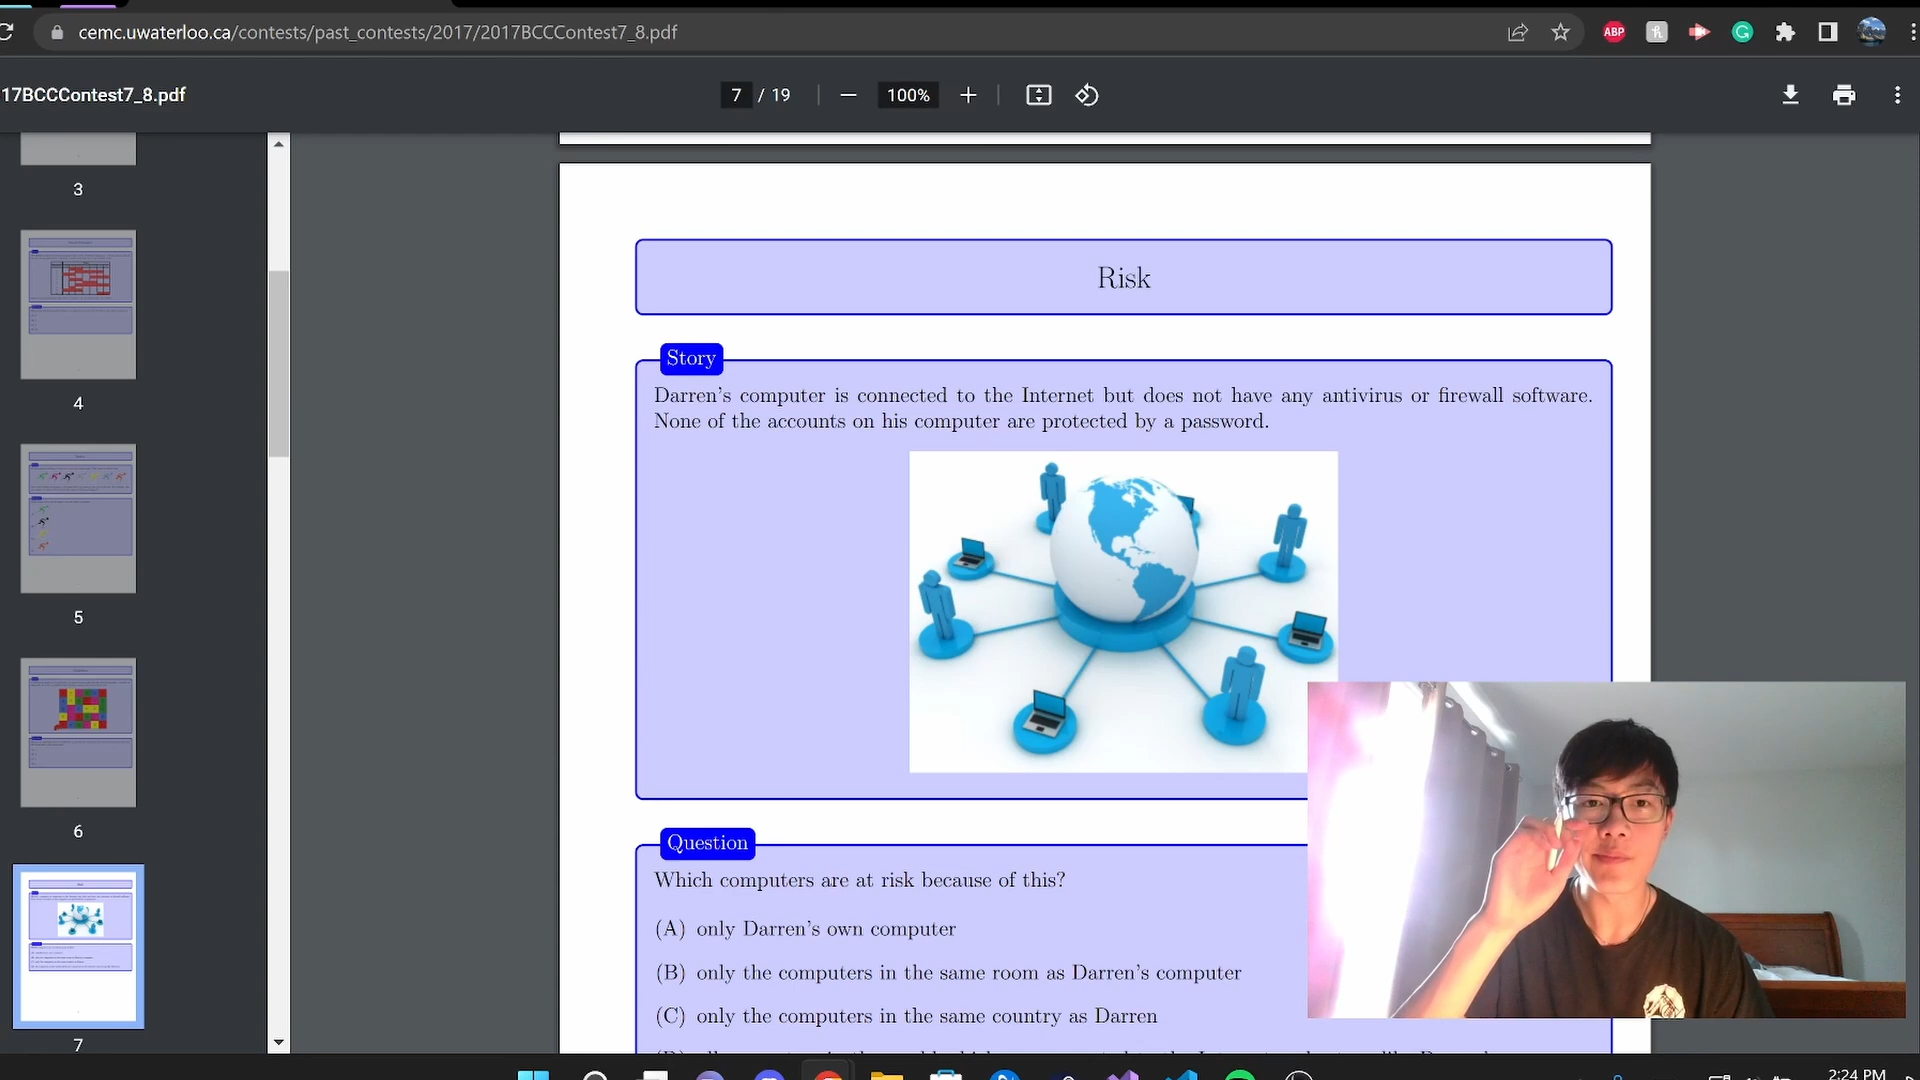 cemc.uwaterloo.ca/contests/past_contests/2017/2017BCCContest7_8.pdf
ABP
17BCCContest7_8.pdf
7 / 19
100%
3
4
5
6
7
Risk
Story
Darren's computer is connected to the Internet but does not have any antivirus or firewall software.
None of the accounts on his computer are protected by a password.
Question
Which computers are at risk because of this?
(A) only Darren's own computer
(B) only the computers in the same room as Darren's computer
(C) only the computers in the same country as Darren
2:24 PM